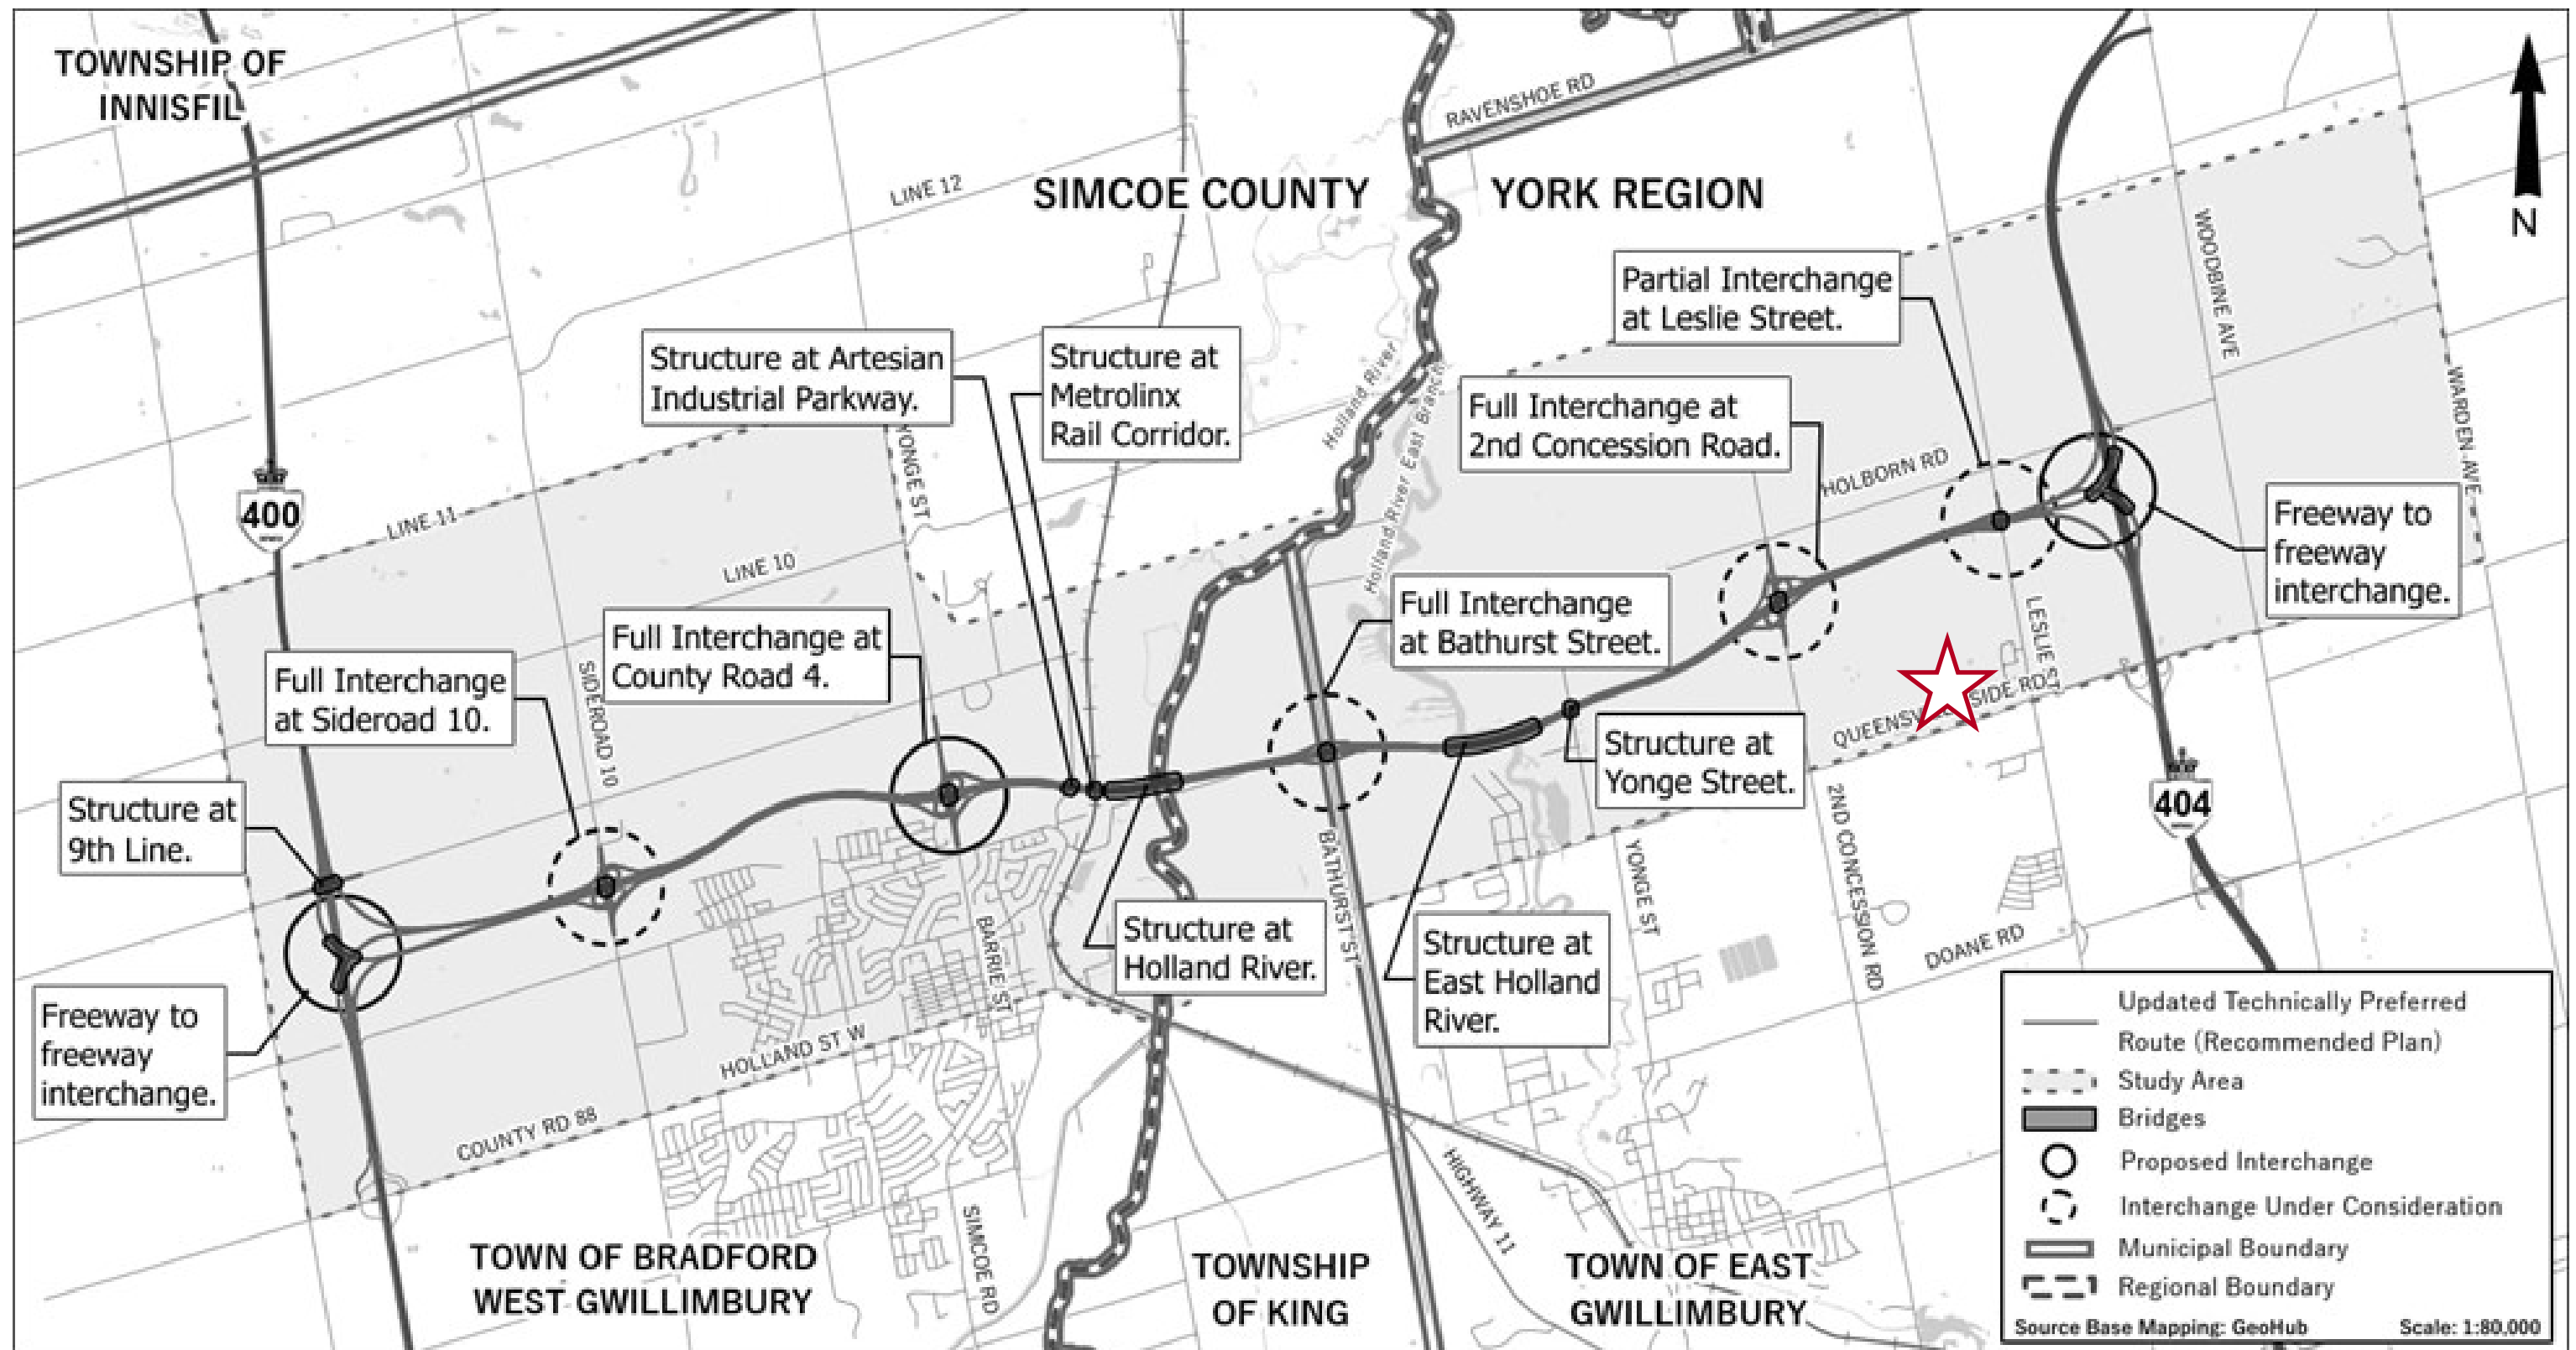 TOWNSHIP OF
INNISFIL
SIMCOE COUNTY
YORK REGION
RAVENSHOE RD
LINE 12
N
WOODBINE AVE
WARDEN AVE
Partial Interchange
at Leslie Street.
Structure at Artesian
Industrial Parkway.
Structure at
Metrolinx
Rail Corridor.
Holland River
Holland River East Branch
Full Interchange at
2nd Concession Road.
HOLBORN RD
YONGE ST
400
LINE 11
LINE 10
Freeway to
freeway
interchange.
Full Interchange
at Bathurst Street.
Full Interchange at
County Road 4.
Full Interchange
at Sideroad 10.
SIDEROAD 10
LESLIE ST
SIDE RD
Structure at
Yonge Street.
Structure at
9th Line.
404
2ND CONCESSION RD
YONGE ST
BATHURST ST
BARRIE ST
Structure at
Holland River.
Structure at
East Holland
River.
DOANE RD
Freeway to
freeway
interchange.
HOLLAND ST W
COUNTY RD 88
SIMCOE RD
HIGHWAY 11
TOWN OF BRADFORD
WEST GWILLIMBURY
TOWNSHIP
OF KING
TOWN OF EAST
GWILLIMBURY
Updated Technically Preferred
Route (Recommended Plan)
Study Area
Bridges
Proposed Interchange
Interchange Under Consideration
Municipal Boundary
Regional Boundary
Source Base Mapping: GeoHub
Scale: 1:80,000